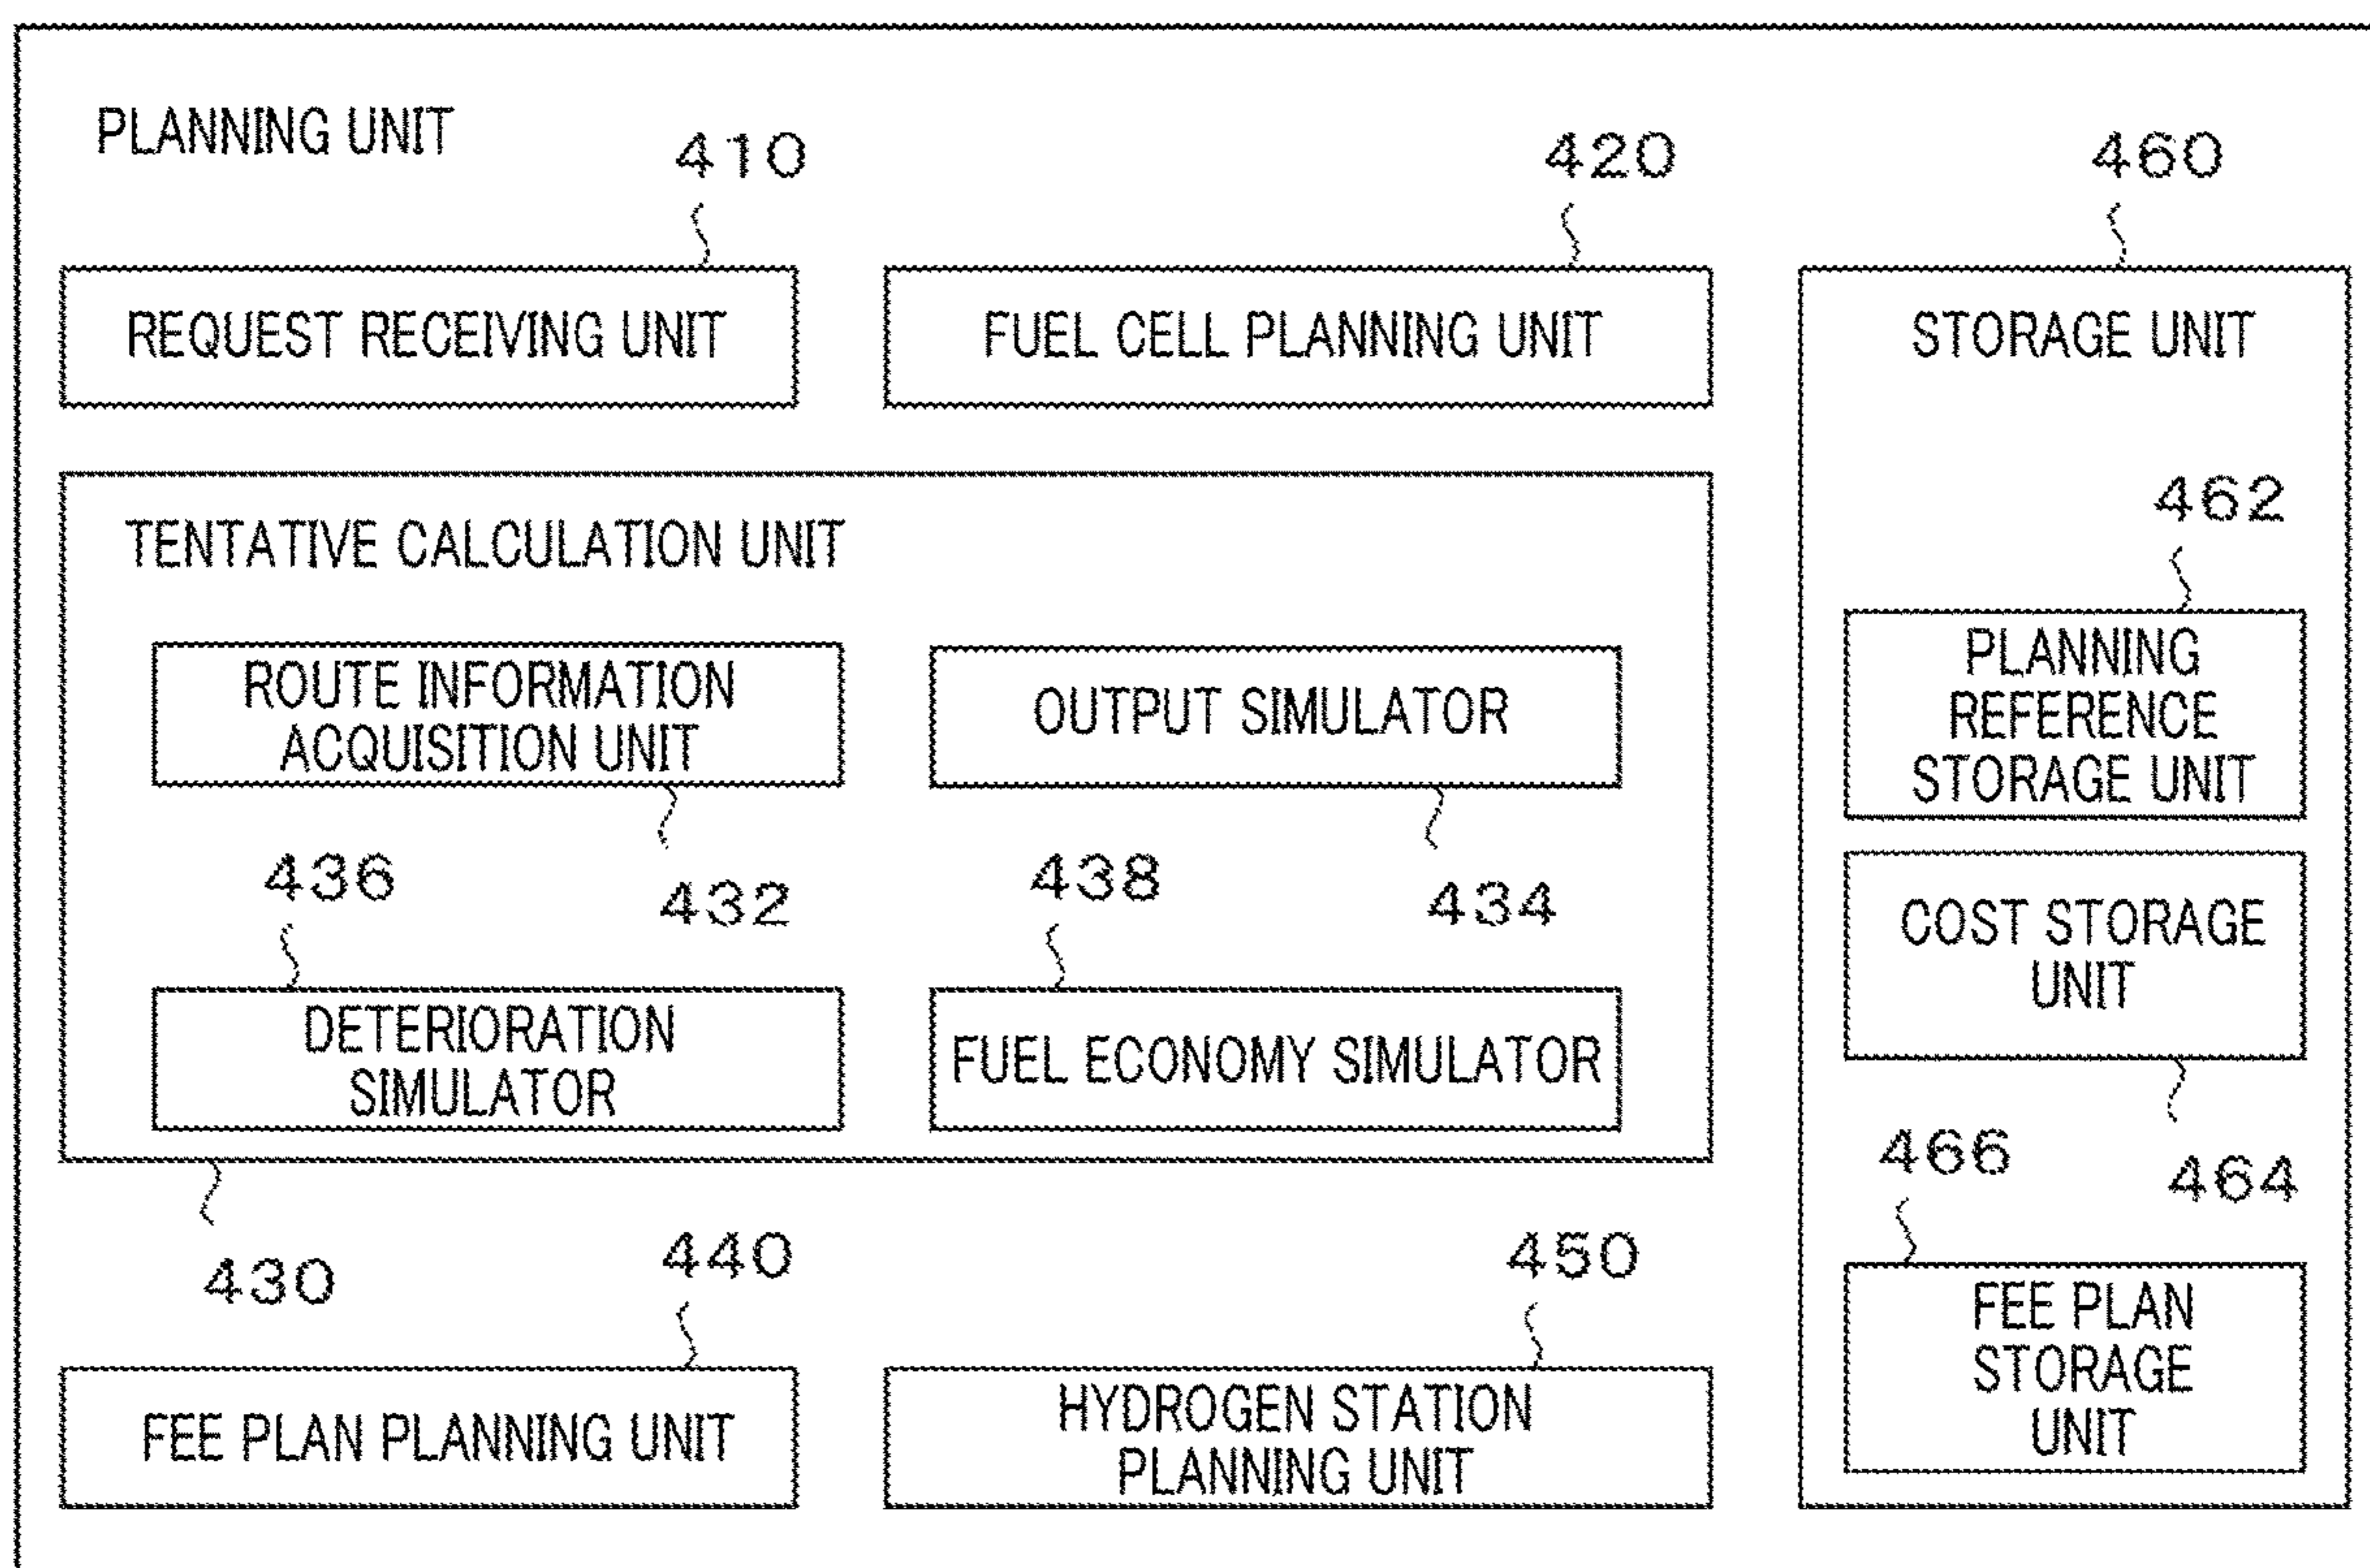 PLANNING UNIT
410
420
460
REQUEST RECEIVING UNIT
FUEL CELL PLANNING UNIT
STORAGE UNIT
TENTATIVE CALCULATION UNIT
462
ROUTE INFORMATION
ACQUISITION UNIT
OUTPUT SIMULATOR
PLANNING
REFERENCE
STORAGE UNIT
436
432
438
434
COST STORAGE
UNIT
DETERIORATION
SIMULATOR
FUEL ECONOMY SIMULATOR
466
464
430
440
450
FEE PLAN
STORAGE
UNIT
FEE PLAN PLANNING UNIT
HYDROGEN STATION
PLANNING UNIT